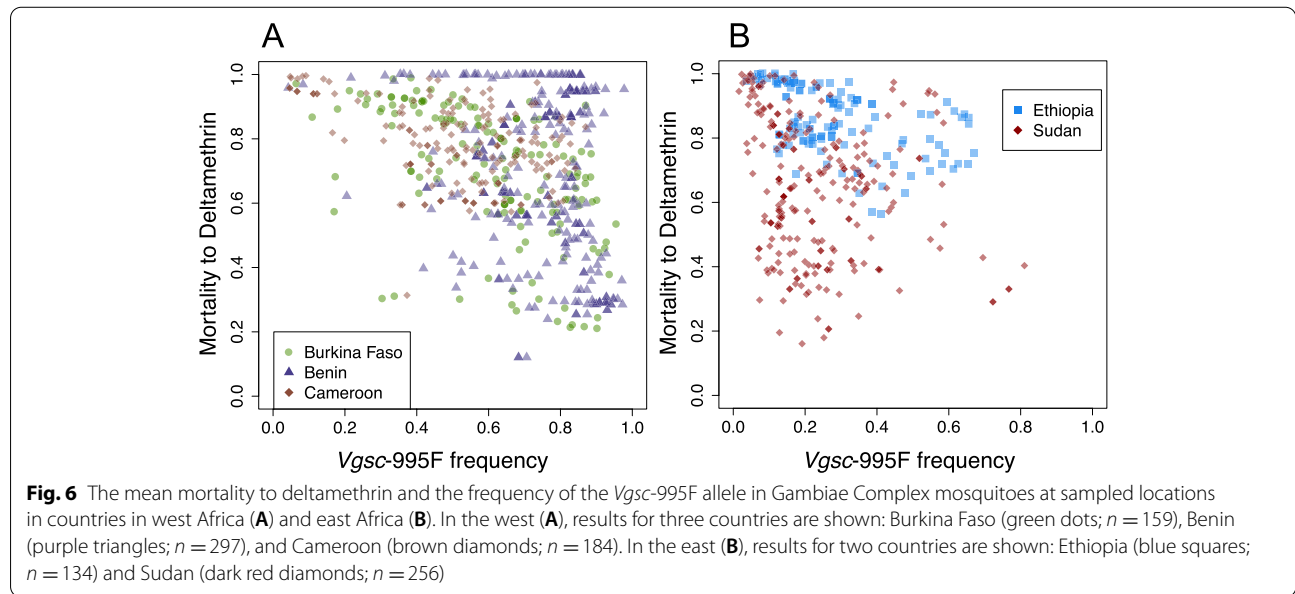 A
B
Mortality to Deltamethrin
1.0
0.8
0.6
0.4
0.2
0.0
Burkina Faso
Benin
Cameroon
0.0 0.2 0.4 0.6 0.8 1.0
Vgsc-995F frequency
Mortality to Deltamethrin
1.0
0.8
0.6
0.4
0.2
0.0
Ethiopia
Sudan
0.0 0.2 0.4 0.6 0.8 1.0
Vgsc-995F frequency
Fig. 6 The mean mortality to deltamethrin and the frequency of the Vgsc-995F allele in Gambiae Complex mosquitoes at sampled locations
in countries in west Africa (A) and east Africa (B). In the west (A), results for three countries are shown: Burkina Faso (green dots; n = 159), Benin
(purple triangles; n = 297), and Cameroon (brown diamonds; n = 184). In the east (B), results for two countries are shown: Ethiopia (blue squares;
n = 134) and Sudan (dark red diamonds; n = 256)